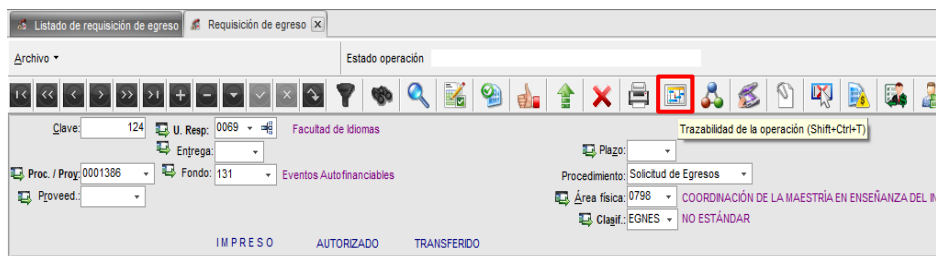 Listado de requisición de egreso Requisición de egreso
Archivo Estado operación
Clave: 124 U. Resp: 0069 Facultad de Idiomas Trazabilidad de la operación (Shift+Ctrl+T)
Entrega: Plazo:
Proc. / Proy: 0001386 Fondo: 131 Eventos Autofinanciables Procedimiento: Solicitud de Egresos
Proveed.: Área física: 0798 COORDINACIÓN DE LA MAESTRÍA EN ENSEÑANZA DEL IN
Clasif.: EGNES NO ESTÁNDAR
IMPRESO AUTORIZADO TRANSFERIDO